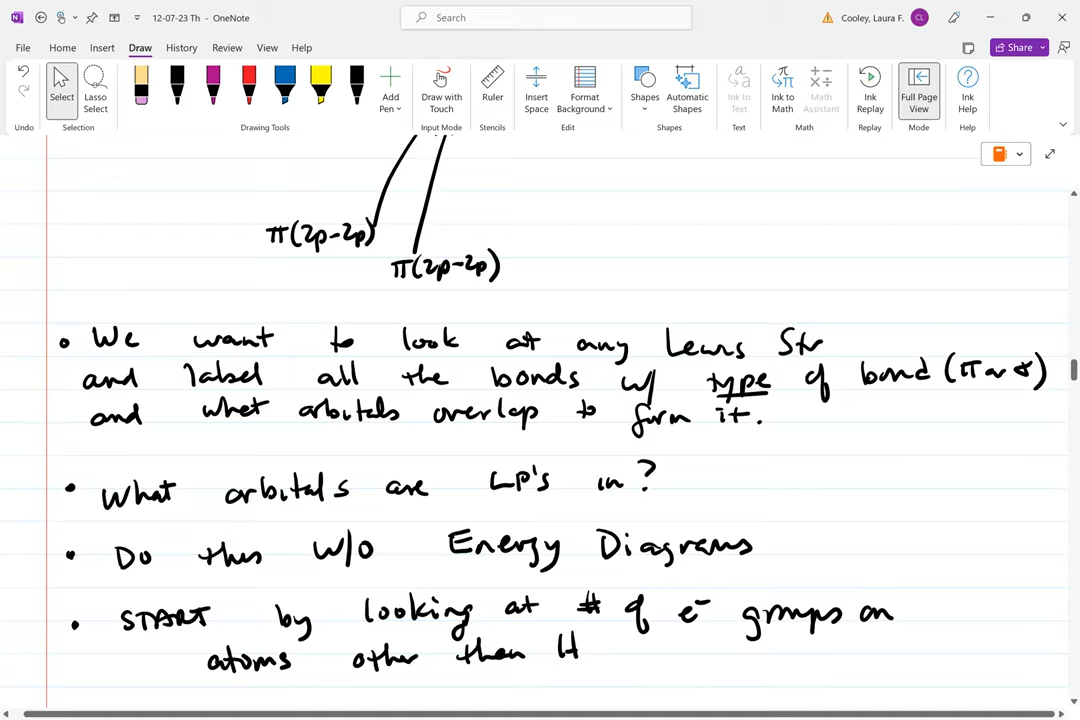 12-07-23 Th - OneNote
Search
Cooley, Laura F.
CL
File Home Insert Draw History Review View Help
Share
Undo
Select
Lasso Select
Selection
Drawing Tools
Add Pen
Draw with Touch
Input Mode
Ruler
Stencils
Insert Space
Format Background
Edit
Shapes
Automatic Shapes
Shapes
Ink to Text
Text
Ink to Math
Math Assistant
Math
Ink Replay
Replay
Full Page View
Mode
Ink Help
Help
π(2p-2p)
π(2p-2p)
• We want to look at any Lewis Str
and label all the bonds w/ type of bond (π or σ)
and what orbitals overlap to form it.
• What orbitals are LP's in?
• Do this w/o Energy Diagrams
• START by looking at # of e⁻ groups on
atoms other than H